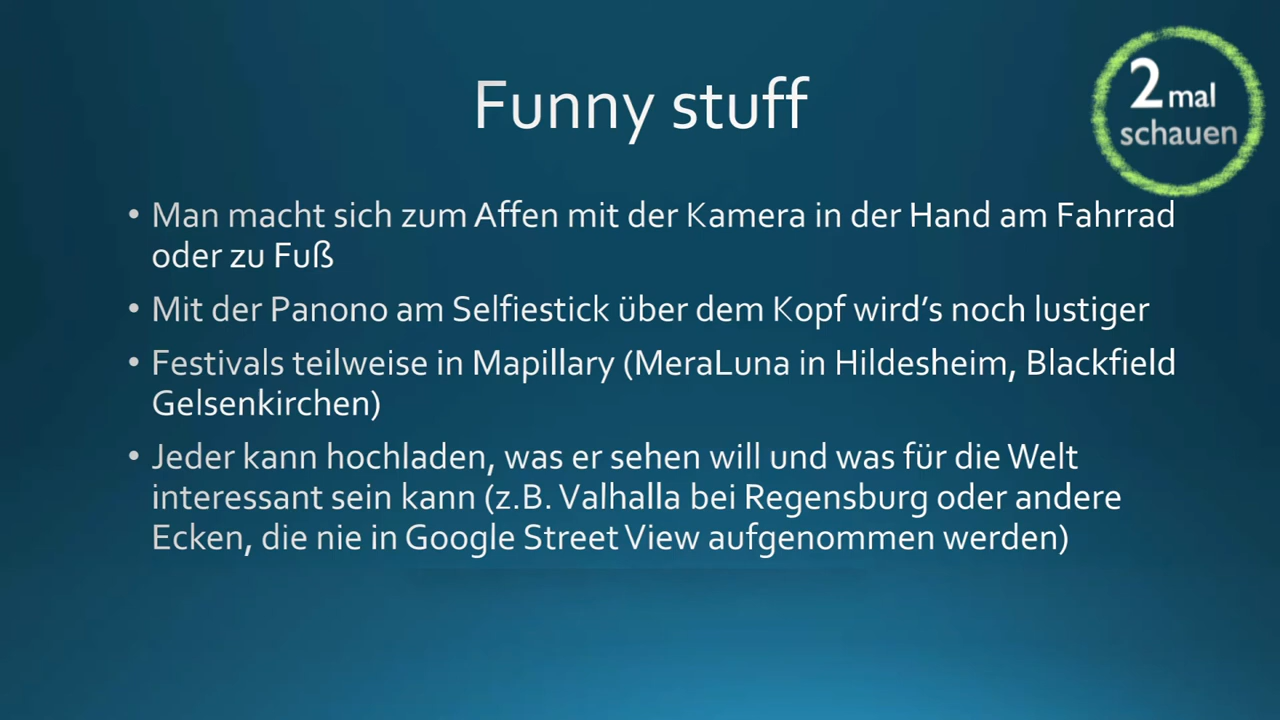 Funny stuff
2 mal
schauen
• Man macht sich zum Affen mit der Kamera in der Hand am Fahrrad
oder zu Fuß
• Mit der Panono am Selfiestick über dem Kopf wird’s noch lustiger
• Festivals teilweise in Mapillary (MeraLuna in Hildesheim, Blackfield
Gelsenkirchen)
• Jeder kann hochladen, was er sehen will und was für die Welt
interessant sein kann (z.B. Valhalla bei Regensburg oder andere
Ecken, die nie in Google Street View aufgenommen werden)